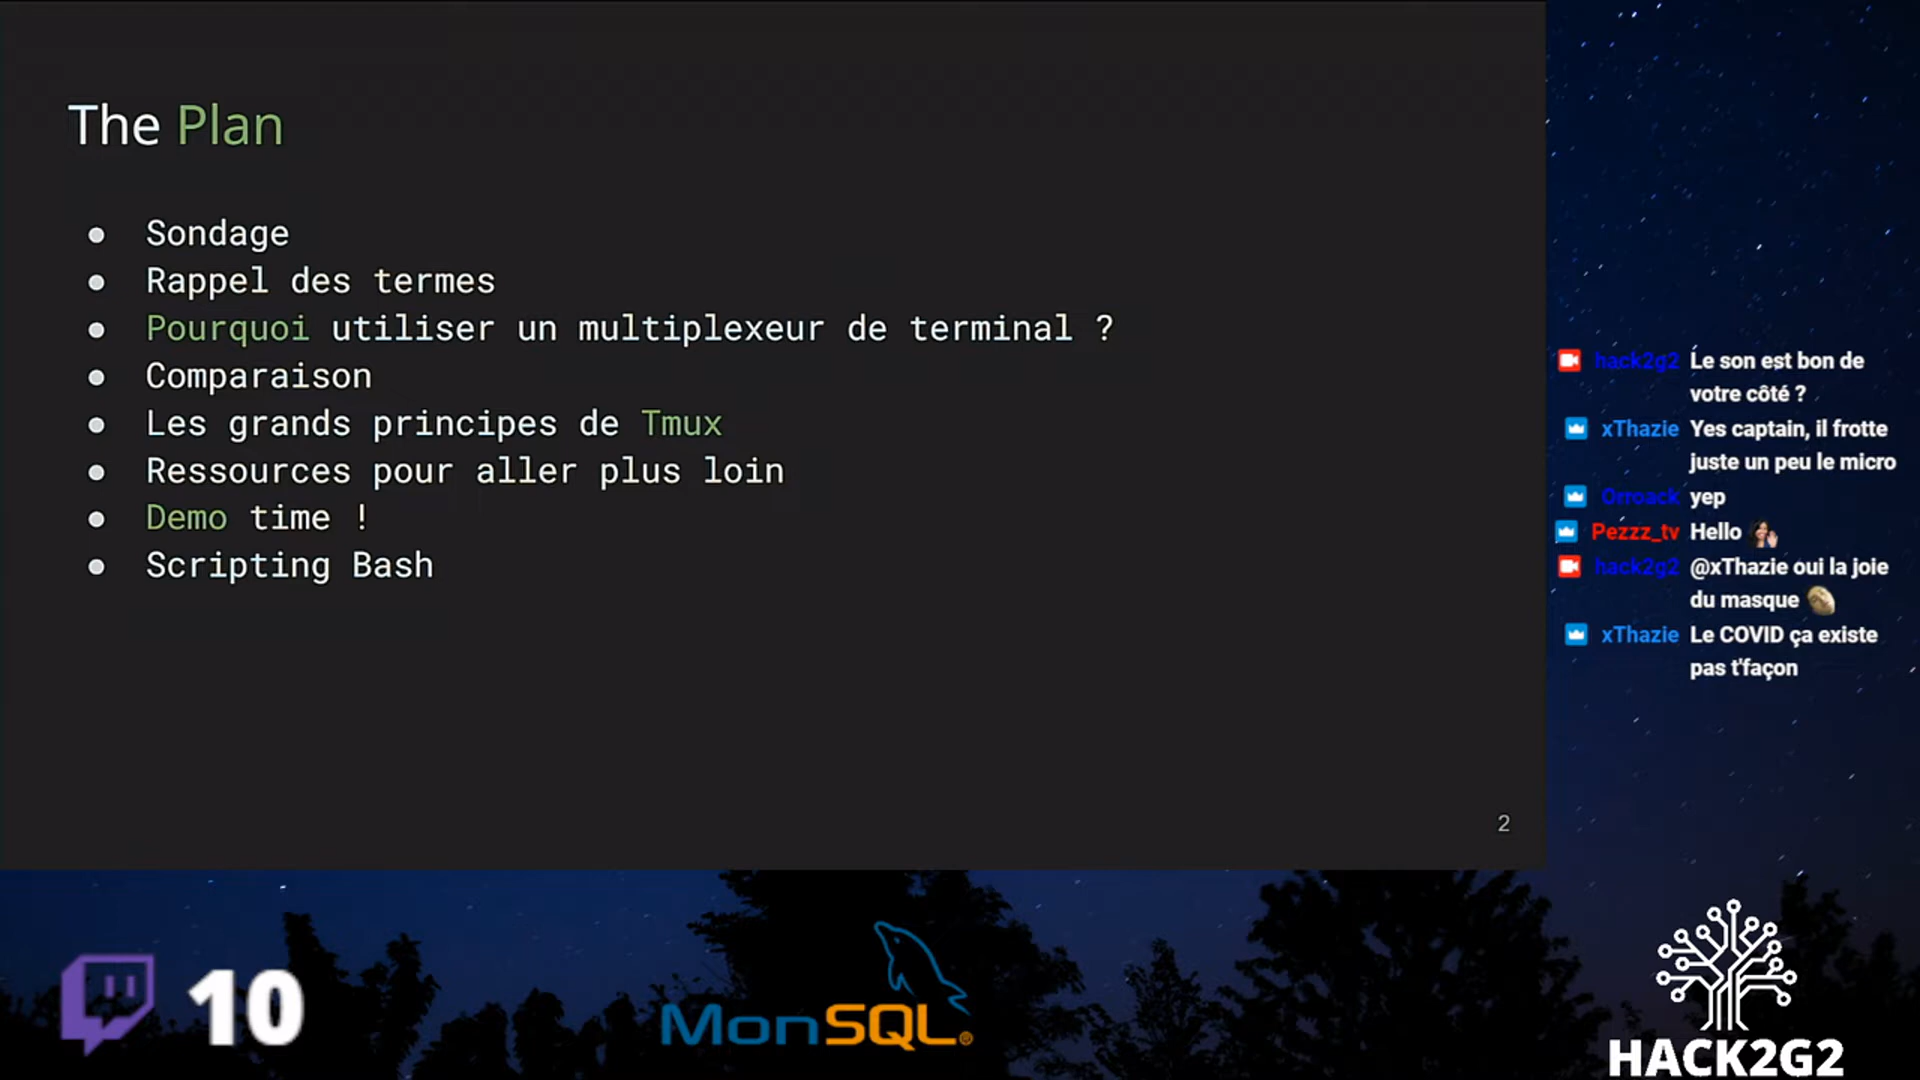 The Plan
Sondage
Rappel des termes
Pourquoi utiliser un multiplexeur de terminal ?
Comparaison
Les grands principes de Tmux
Ressources pour aller plus loin
Demo time !
Scripting Bash
2
hack2g2 Le son est bon de
votre côté ?
xThazie Yes captain, il frotte
juste un peu le micro
Orroack yep
Pezzz_tv Hello
hack2g2 @xThazie oui la joie
du masque
xThazie Le COVID ça existe
pas t'façon
10
MonSQL®
HACK2G2